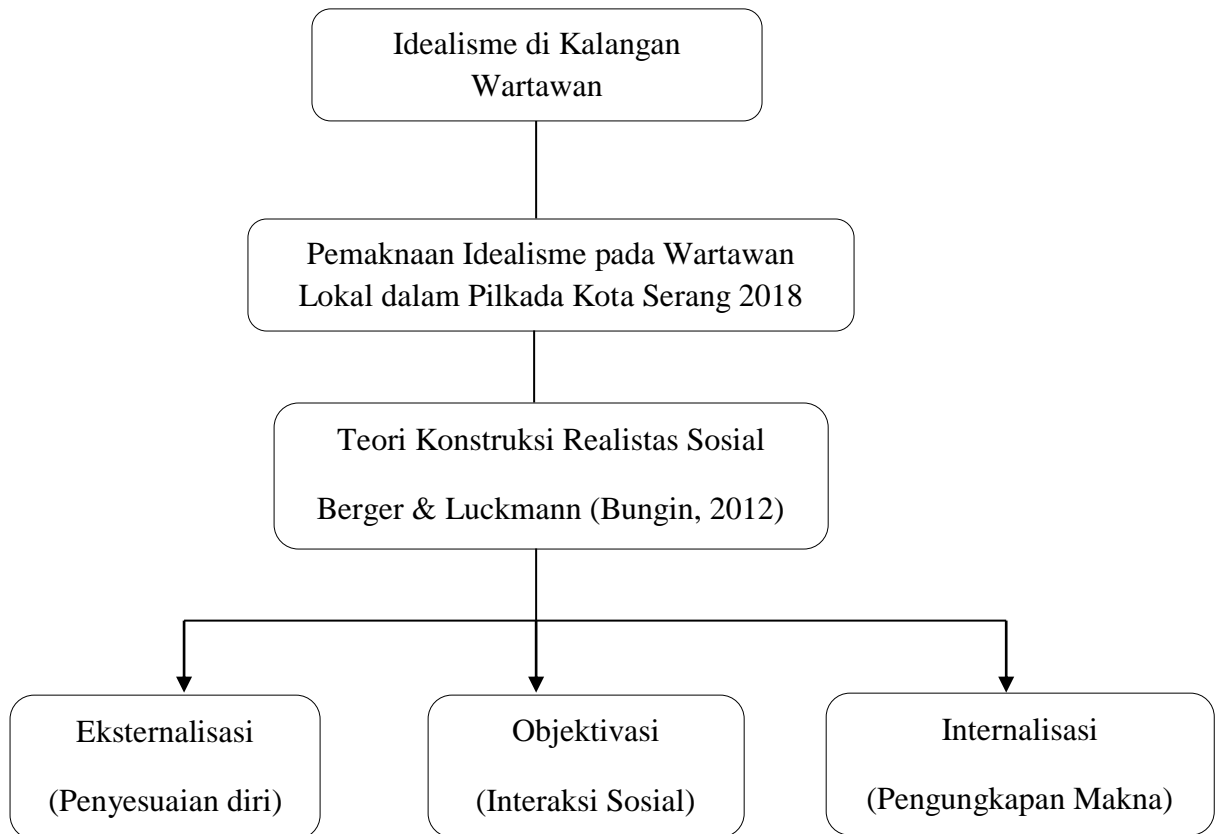 Idealisme di Kalangan
Wartawan
Pemaknaan Idealisme pada Wartawan
Lokal dalam Pilkada Kota Serang 2018
Teori Konstruksi Realistas Sosial
Berger & Luckmann (Bungin, 2012)
Eksternalisasi
(Penyesuaian diri)
Objektivasi
(Interaksi Sosial)
Internalisasi
(Pengungkapan Makna)